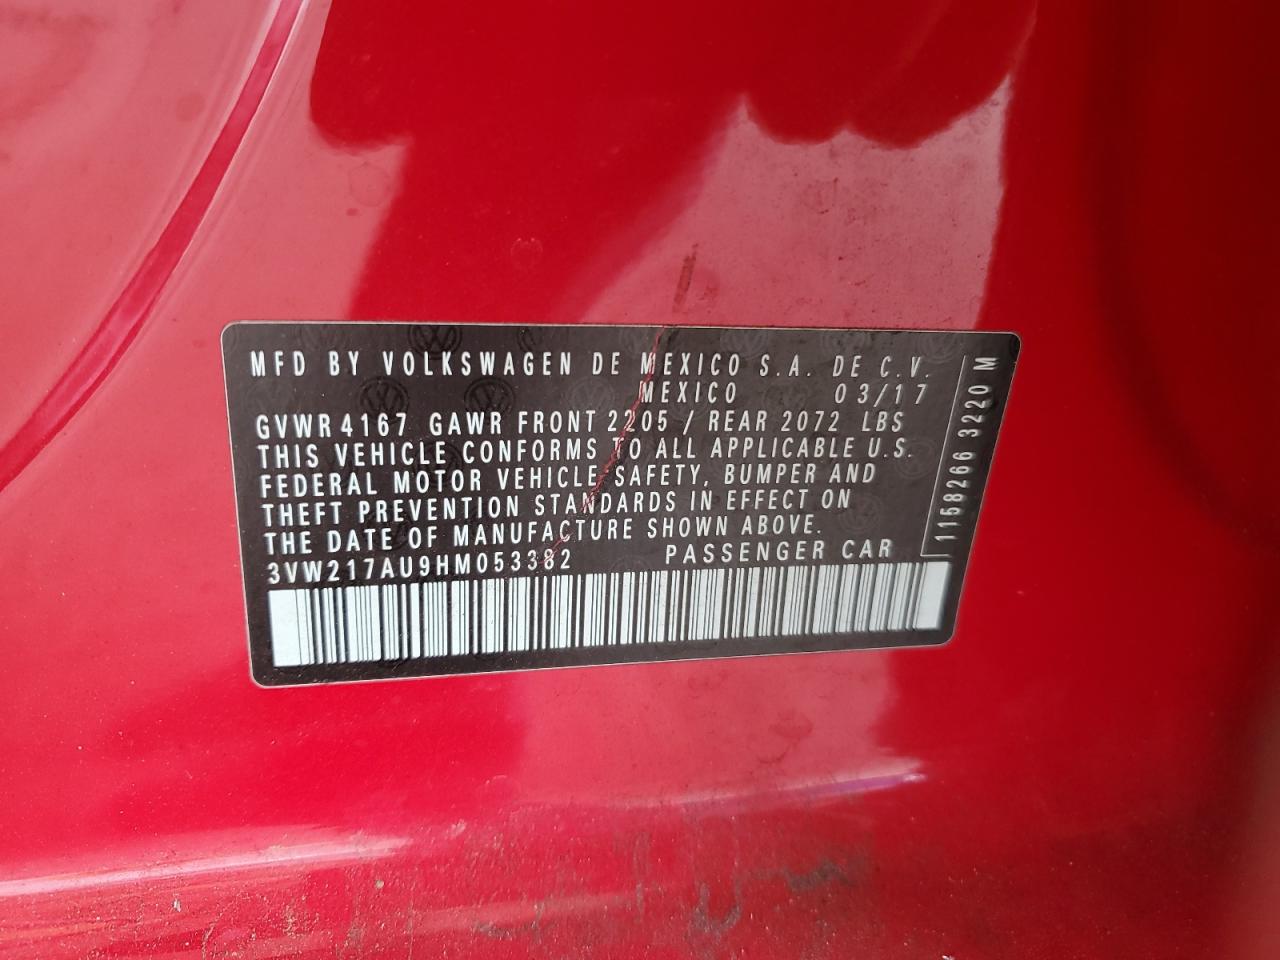 MFD BY VOLKSWAGEN DE MEXICO S.A. DE C.V.
MEXICO 03/17
GVWR 4167 GAWR FRONT 2205 / REAR 2072 LBS
THIS VEHICLE CONFORMS TO ALL APPLICABLE U.S.
FEDERAL MOTOR VEHICLE SAFETY, BUMPER AND
THEFT PREVENTION STANDARDS IN EFFECT ON
THE DATE OF MANUFACTURE SHOWN ABOVE.
3VW217AU9HM053382 PASSENGER CAR
1158266 3220 M